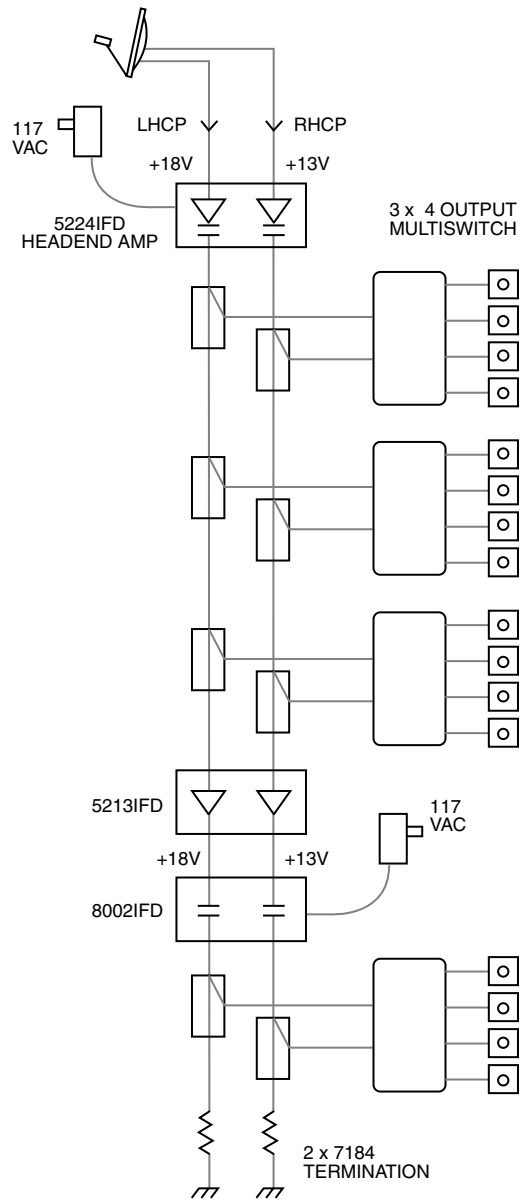 LHCP
RHCP
117
VAC
+18V
+13V
5224IFD
HEADEND AMP
3 x 4 OUTPUT
MULTISWITCH
5213IFD
117
VAC
+18V
+13V
8002IFD
2 x 7184
TERMINATION